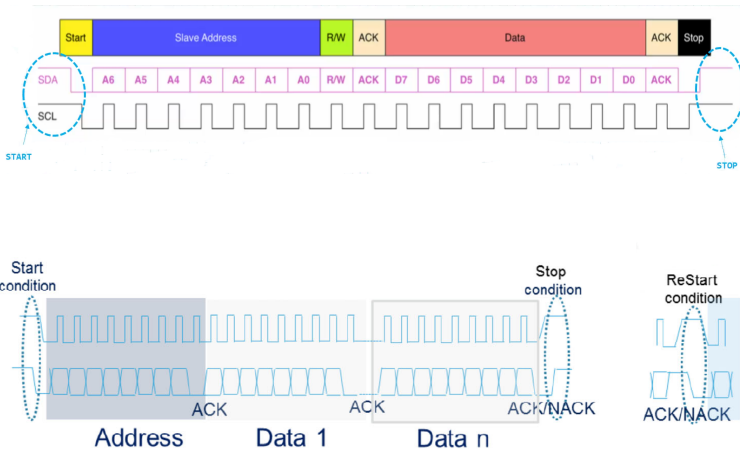 Start Slave Address R/W ACK Data ACK Stop
SDA A6 A5 A4 A3 A2 A1 A0 R/W ACK D7 D6 D5 D4 D3 D2 D1 D0 ACK
SCL
START
STOP
Start
condition
Stop
condition
ReStart
condition
ACK
ACK
ACK/NACK
ACK/NACK
Address
Data 1
Data n